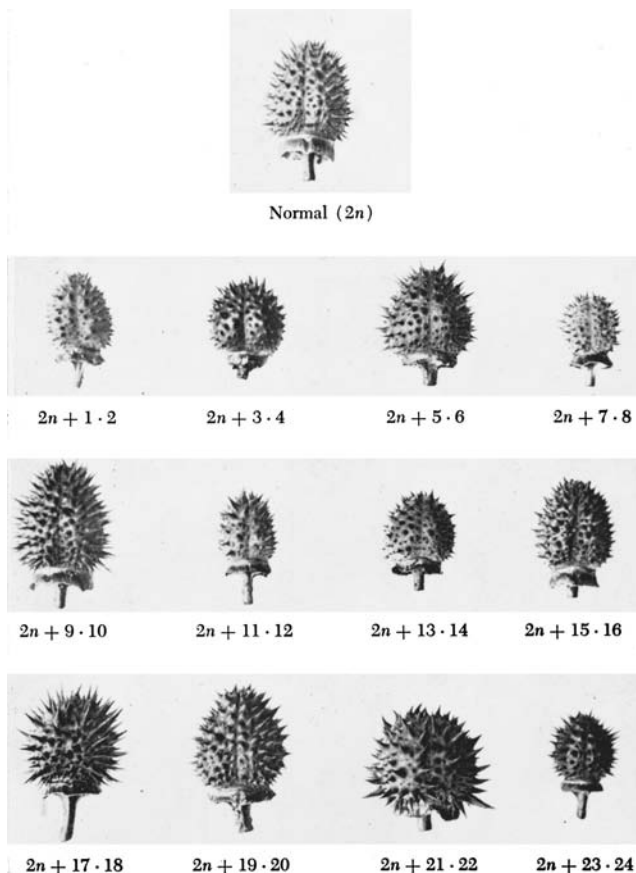 Normal (2n)
2n + 1 · 2 2n + 3 · 4 2n + 5 · 6 2n + 7 · 8
2n + 9 · 10 2n + 11 · 12 2n + 13 · 14 2n + 15 · 16
2n + 17 · 18 2n + 19 · 20 2n + 21 · 22 2n + 23 · 24